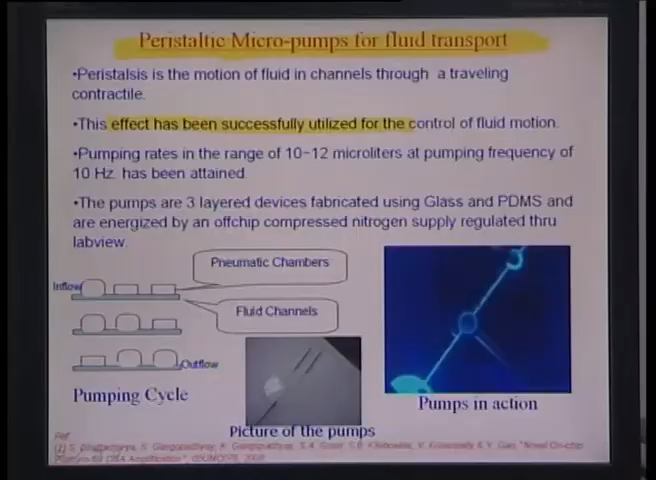 Peristaltic Micro-pumps for fluid transport
•Peristalsis is the motion of fluid in channels through a traveling
contractile.
•This effect has been successfully utilized for the control of fluid motion.
•Pumping rates in the range of 10-12 microliters at pumping frequency of
10 Hz. has been attained
•The pumps are 3 layered devices fabricated using Glass and PDMS and
are energized by an offchip compressed nitrogen supply regulated thru
labview.
Pneumatic Chambers
Inflow
Fluid Channels
Outflow
Pumping Cycle
Pumps in action
Picture of the pumps
Ref
"Novel On-chip